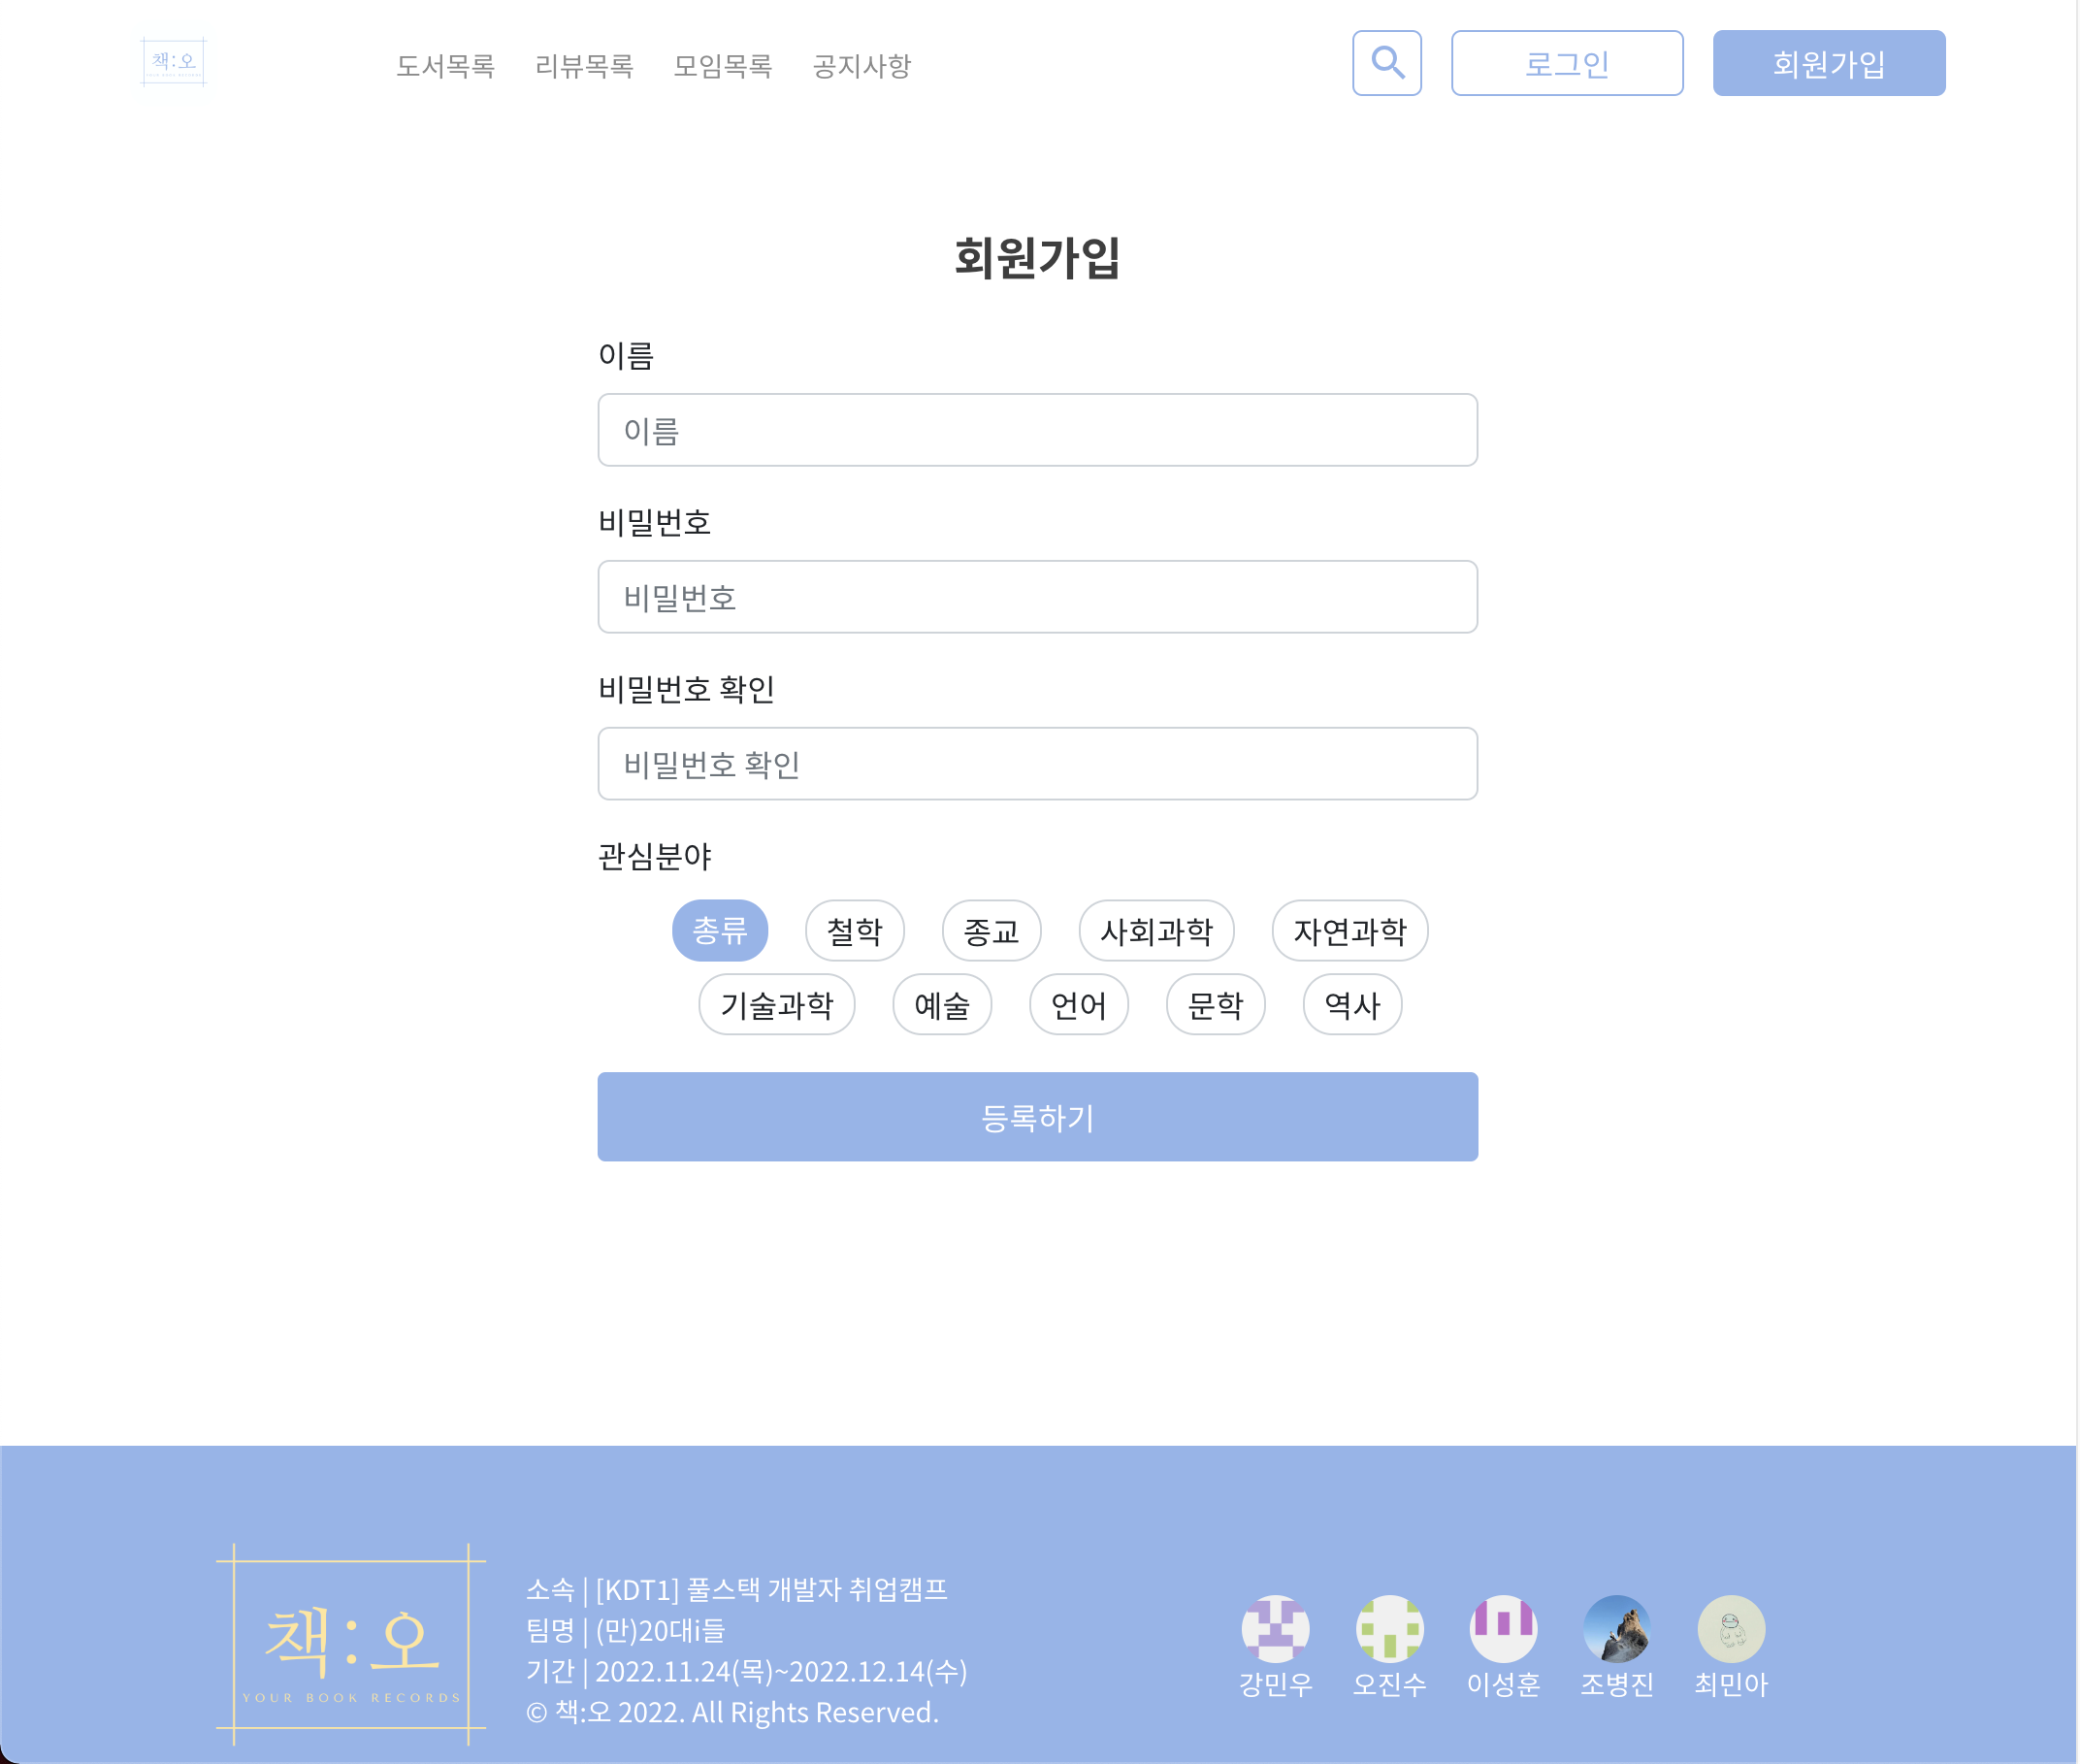 책:오
도서목록 리뷰목록 모임목록 공지사항 로그인 회원가입
회원가입
이름
이름
비밀번호
비밀번호
비밀번호 확인
비밀번호 확인
관심분야
총류 철학 종교 사회과학 자연과학
기술과학 예술 언어 문학 역사
등록하기
책:오
YOUR BOOK RECORDS
소속 | [KDT1] 풀스택 개발자 취업캠프
팀명 | (만)20대i들
기간 | 2022.11.24(목)~2022.12.14(수)
© 책:오 2022. All Rights Reserved.
강민우 오진수 이성훈 조병진 최민아